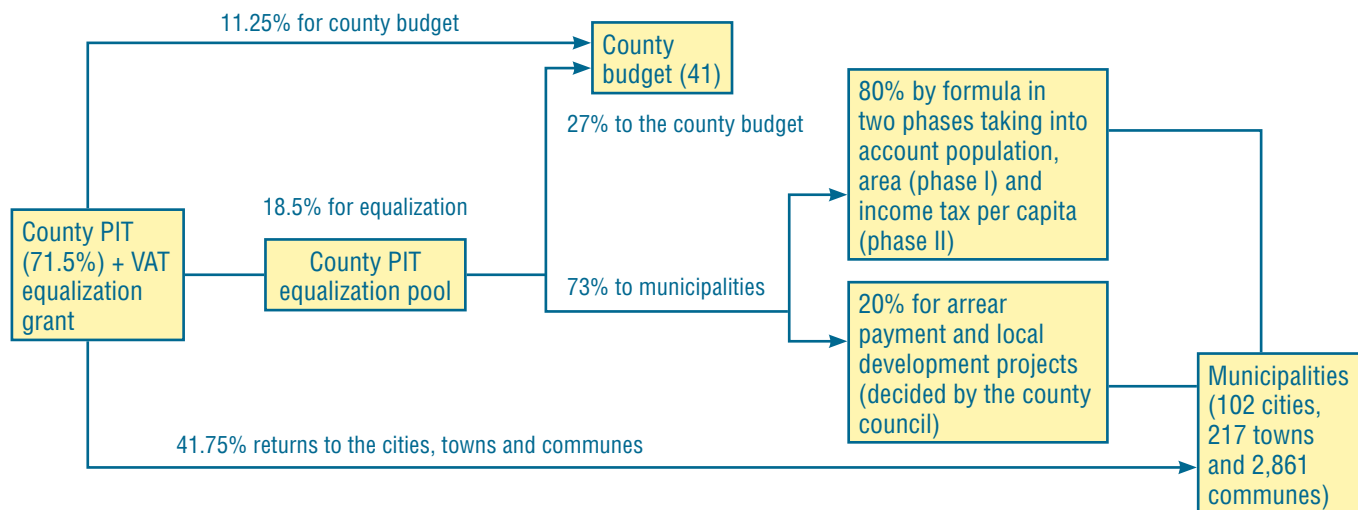 11.25% for county budget
County
budget (41)
27% to the county budget
80% by formula in
two phases taking into
account population,
area (phase I) and
income tax per capita
(phase II)
18.5% for equalization
County PIT
(71.5%) + VAT
equalization
grant
County PIT
equalization pool
73% to municipalities
20% for arrear
payment and local
development projects
(decided by the county
council)
Municipalities
(102 cities,
217 towns
and 2,861
communes)
41.75% returns to the cities, towns and communes